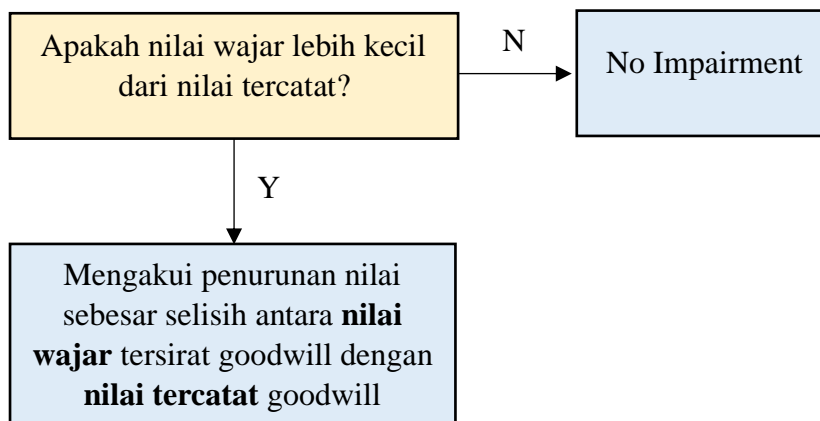 Apakah nilai wajar lebih kecil
dari nilai tercatat?
N
No Impairment
Y
Mengakui penurunan nilai
sebesar selisih antara nilai
wajar tersirat goodwill dengan
nilai tercatat goodwill